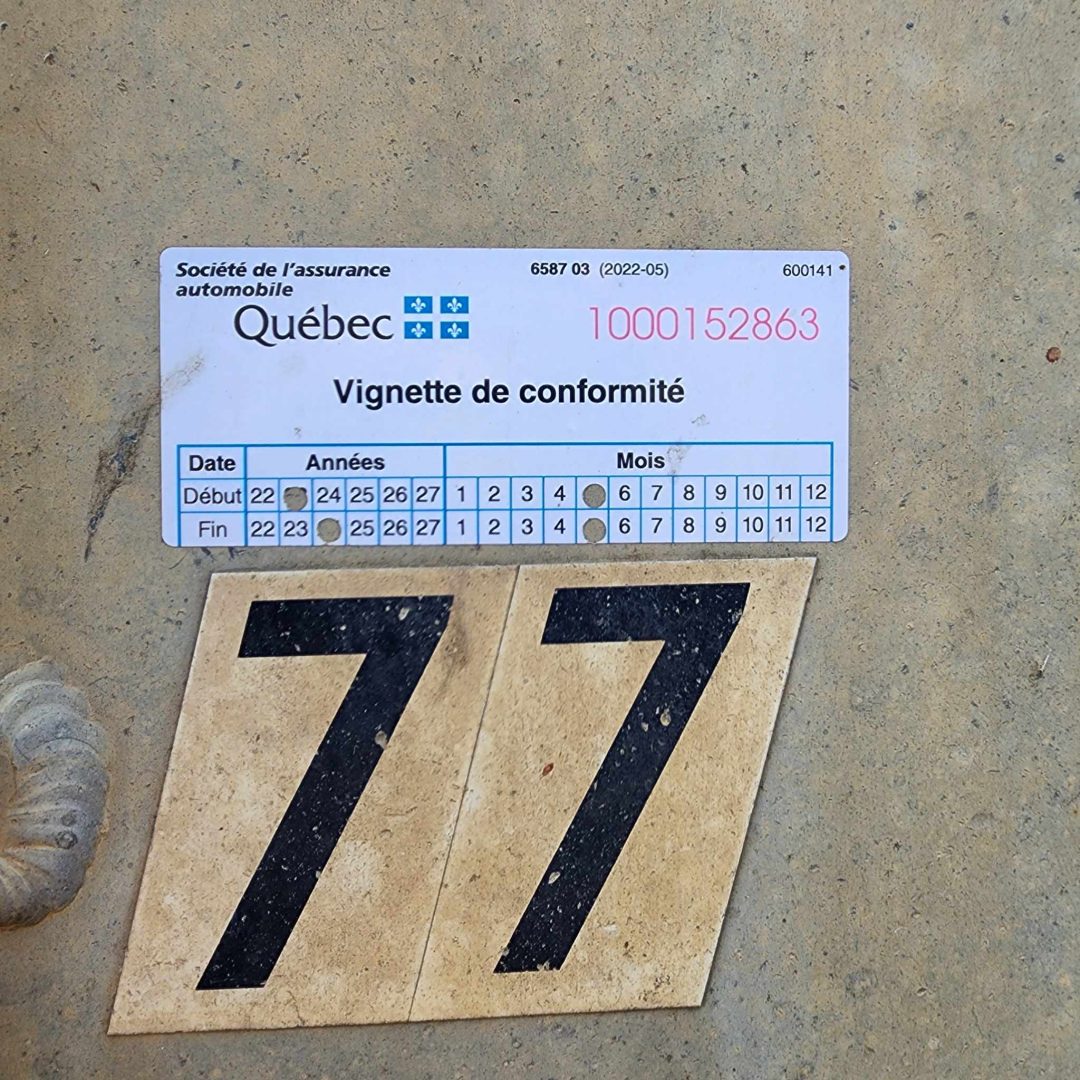 Société de l'assurance
automobile
Québec
6587 03 (2022-05)
600141
1000152863
Vignette de conformité
Date Années Mois
Début 22 24 25 26 27 1 2 3 4 6 7 8 9 10 11 12
Fin 22 23 25 26 27 1 2 3 4 6 7 8 9 10 11 12
77